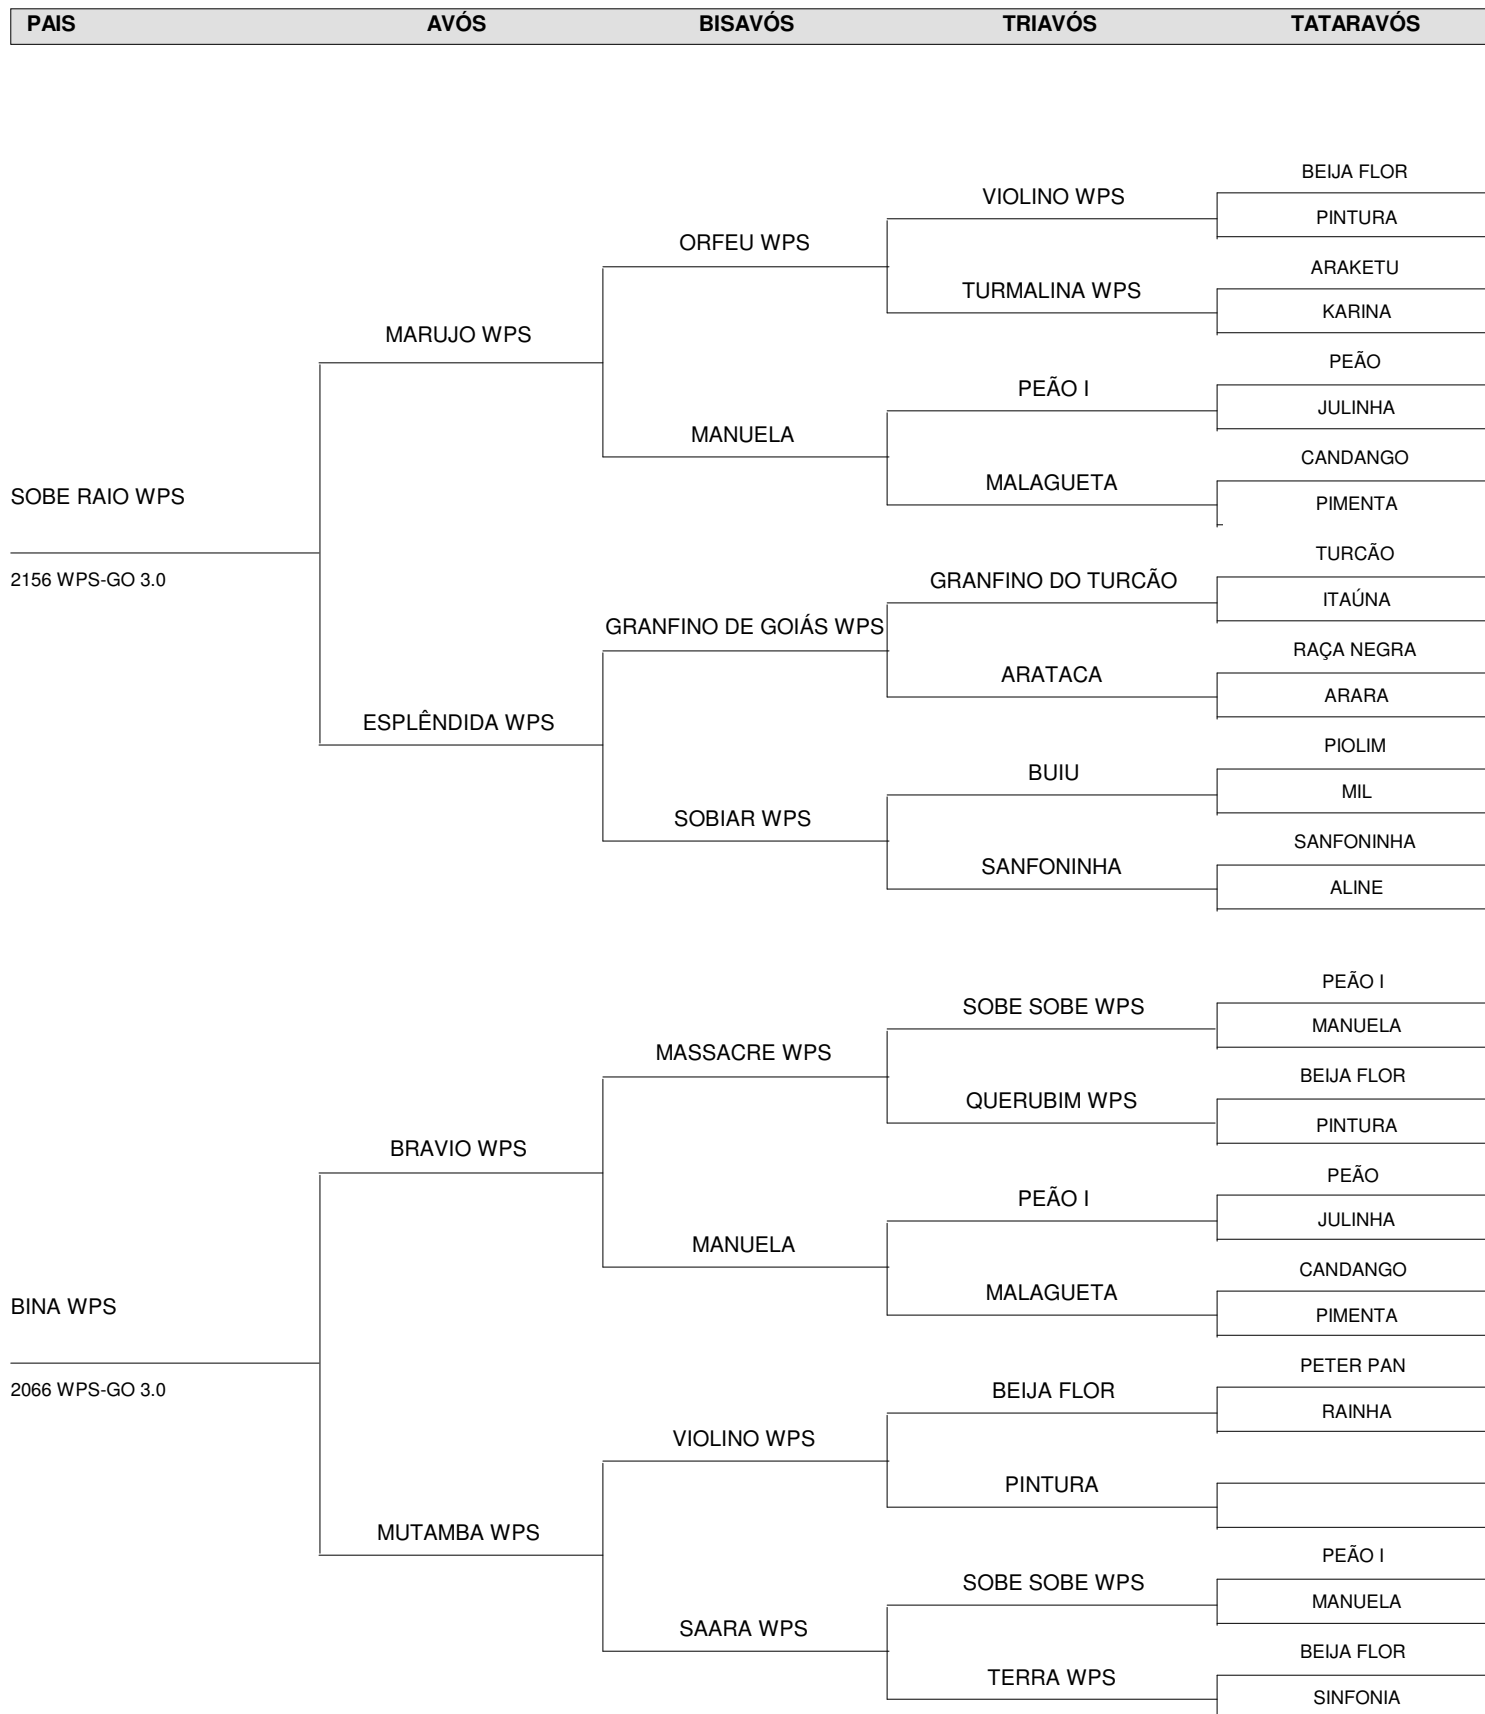 PAIS AVÓS BISAVÓS TRIAVÓS TATARAVÓS
BEIJA FLOR
VIOLINO WPS
PINTURA
ORFEU WPS
ARAKETU
TURMALINA WPS
KARINA
MARUJO WPS
PEÃO
PEÃO I
JULINHA
MANUELA
CANDANGO
MALAGUETA
SOBE RAIO WPS
PIMENTA
TURCÃO
2156 WPS-GO 3.0
GRANFINO DO TURCÃO
ITAÚNA
GRANFINO DE GOIÁS WPS
RAÇA NEGRA
ARATACA
ARARA
ESPLÊNDIDA WPS
PIOLIM
BUIU
MIL
SOBIAR WPS
SANFONINHA
SANFONINHA
ALINE
PEÃO I
SOBE SOBE WPS
MANUELA
MASSACRE WPS
BEIJA FLOR
QUERUBIM WPS
PINTURA
BRAVIO WPS
PEÃO
PEÃO I
JULINHA
MANUELA
CANDANGO
MALAGUETA
BINA WPS
PIMENTA
PETER PAN
2066 WPS-GO 3.0
BEIJA FLOR
RAINHA
VIOLINO WPS
PINTURA
MUTAMBA WPS
PEÃO I
SOBE SOBE WPS
MANUELA
SAARA WPS
BEIJA FLOR
TERRA WPS
SINFONIA